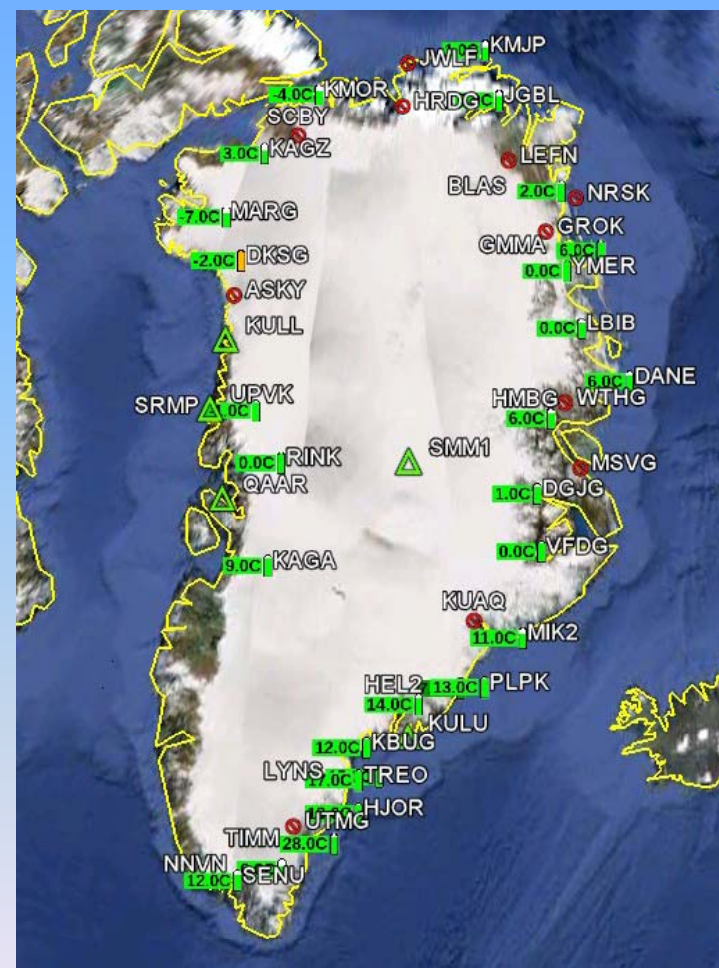 KMJP
JWLF
-4.0C KMOR
HRDG
JGBL
SCBY
3.0C KAGZ
LEFN
BLAS
2.0C NRSK
-7.0C MARG
GROK
GMMA
6.0C
-2.0C DKSG
0.0C YMER
ASKY
0.0C LBIB
KULL
6.0C DANE
UPVK
SRMP
HMBG WTHG
6.0C
SMM1
0.0C RINK
MSVG
QAAR
1.0C DGJG
0.0C VFDG
9.0C KAGA
KUAQ
11.0C MIK2
HEL2 13.0C PLPK
14.0C
KULU
12.0C KBUG
LYNS TREO
17.0C
HJOR
UTMG
TIMM 28.0C
NNVN
12.0C SENU